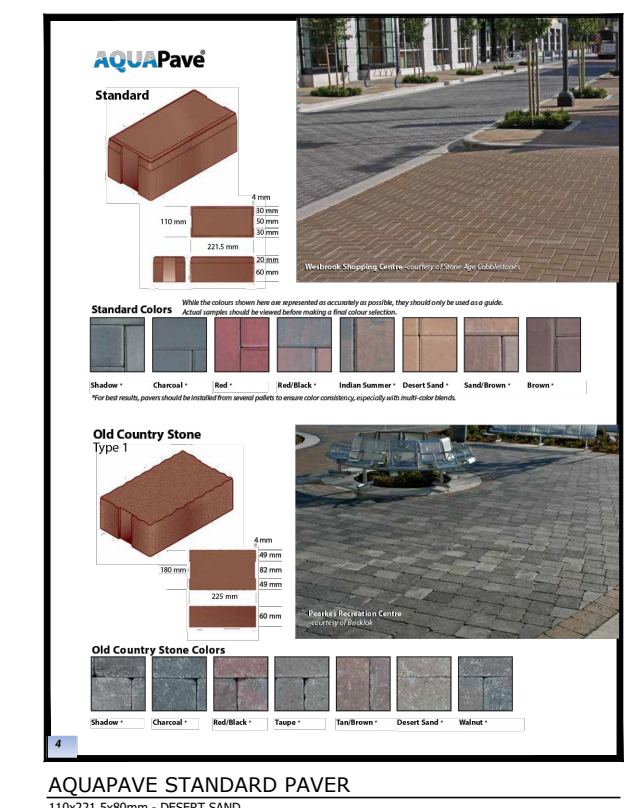 AQUAPave®
Standard
4 mm
30 mm
110 mm
50 mm
30 mm
221.5 mm
20 mm
60 mm
Wesbrook Shopping Centre -courtesy of Stone Age Cobblestones
Standard Colors
While the colours shown here are represented as accurately as possible, they should only be used as a guide.
Actual samples should be viewed before making a final colour selection.
Shadow * Charcoal * Red * Red/Black * Indian Summer * Desert Sand * Sand/Brown * Brown *
*For best results, pavers should be installed from several pallets to ensure color consistency, especially with multi-color blends.
Old Country Stone
Type 1
4 mm
49 mm
180 mm
82 mm
49 mm
225 mm
60 mm
Pearkes Recreation Centre
-courtesy of Bricklok
Old Country Stone Colors
Shadow * Charcoal * Red/Black * Taupe * Tan/Brown * Desert Sand * Walnut *
4
AQUAPAVE STANDARD PAVER
110x221.5x80mm - DESERT SAND